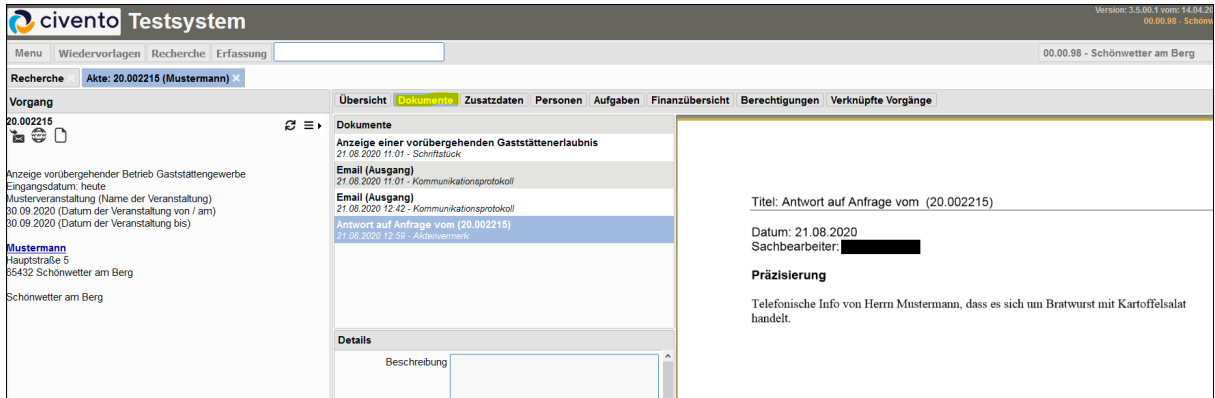 civento Testsystem
Version: 3.5.00.1 vom: 14.04.20
00.00.98 - Schönw
Menu Wiedervorlagen Recherche Erfassung
00.00.98 - Schönwetter am Berg
Recherche × Akte: 20.002215 (Mustermann) ×
Vorgang
20.002215
Anzeige vorübergehender Betrieb Gaststättengewerbe
Eingangsdatum: heute
Musterveranstaltung (Name der Veranstaltung)
30.09.2020 (Datum der Veranstaltung von / am)
30.09.2020 (Datum der Veranstaltung bis)
Mustermann
Hauptstraße 5
65432 Schönwetter am Berg
Schönwetter am Berg
Übersicht Dokumente Zusatzdaten Personen Aufgaben Finanzübersicht Berechtigungen Verknüpfte Vorgänge
Dokumente
Anzeige einer vorübergehenden Gaststättenerlaubnis
21.08.2020 11:01 - Schriftstück
Email (Ausgang)
21.08.2020 11:01 - Kommunikationsprotokoll
Email (Ausgang)
21.08.2020 12:42 - Kommunikationsprotokoll
Antwort auf Anfrage vom (20.002215)
21.08.2020 12:59 - Aktenvermerk
Details
Beschreibung
Titel: Antwort auf Anfrage vom (20.002215)
Datum: 21.08.2020
Sachbearbeiter:
Präzisierung
Telefonische Info von Herrn Mustermann, dass es sich um Bratwurst mit Kartoffelsalat
handelt.